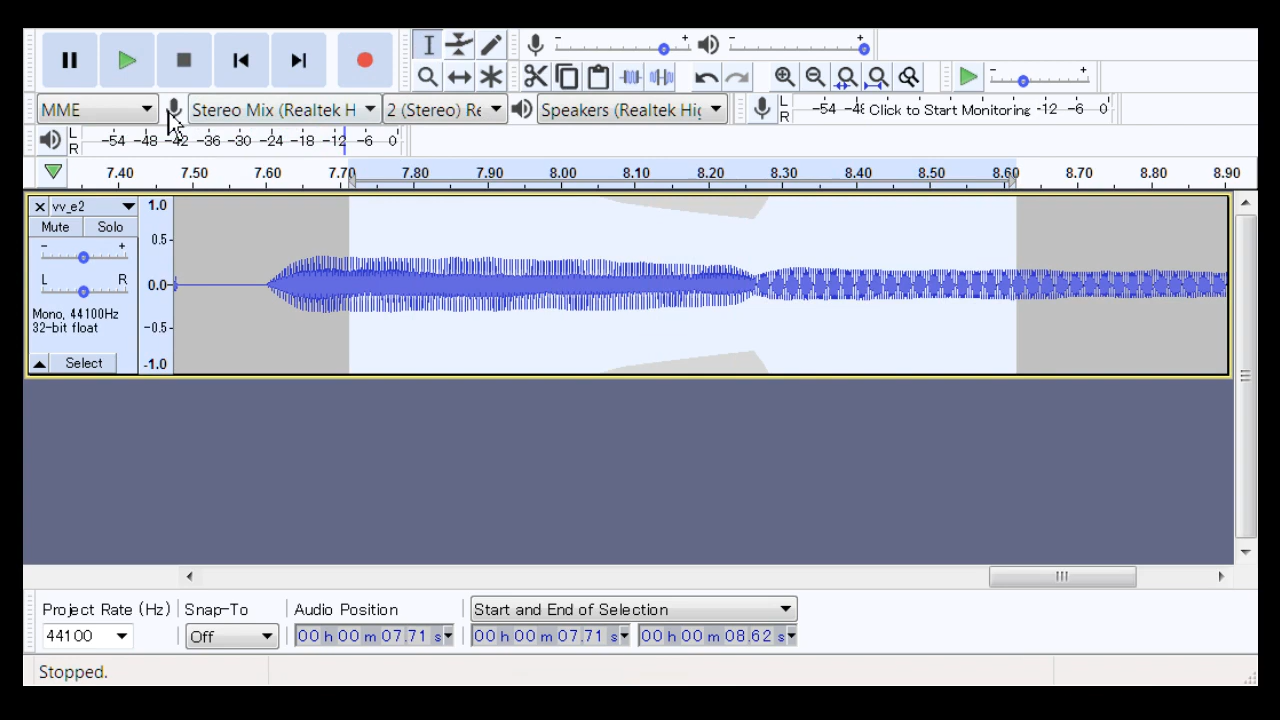 MME Stereo Mix (Realtek H 2 (Stereo) Re Speakers (Realtek Hig L R -54 -48 Click to Start Monitoring -12 -6 0
L R -54 -48 -42 -36 -30 -24 -18 -12 -6 0
7.40 7.50 7.60 7.70 7.80 7.90 8.00 8.10 8.20 8.30 8.40 8.50 8.60 8.70 8.80 8.90
× vv_e2 1.0
Mute Solo
0.5
- +
L R 0.0
Mono, 44100Hz
32-bit float -0.5
Select -1.0
Project Rate (Hz) Snap-To Audio Position Start and End of Selection
44100 Off 00 h 00 m 07.71 s 00 h 00 m 07.71 s 00 h 00 m 08.62 s
Stopped.